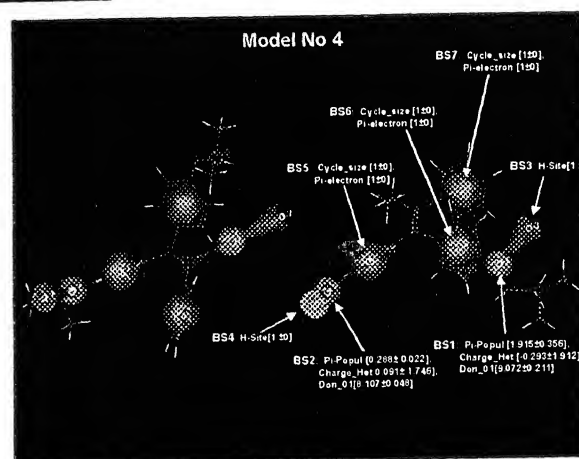 Model No 4
BS7 Cycle_size [1±0],
Pi-electron [1±0]
BS6: Cycle_size [1±0],
Pi-electron [1±0]
BS5 Cycle_size [1±0],
Pi-electron [1±0]
BS3 H-Site[1
BS4 H-Site[1 ±0]
BS2: Pi-Popul [0.288±0.022],
Charge_Het 0.091± 1.746],
Don_01[8 107±0.048]
BS1: Pi-Popul [1.915±0.356],
Charge_Het [-0.293±1.912]
Don_01[9.072±0.211]